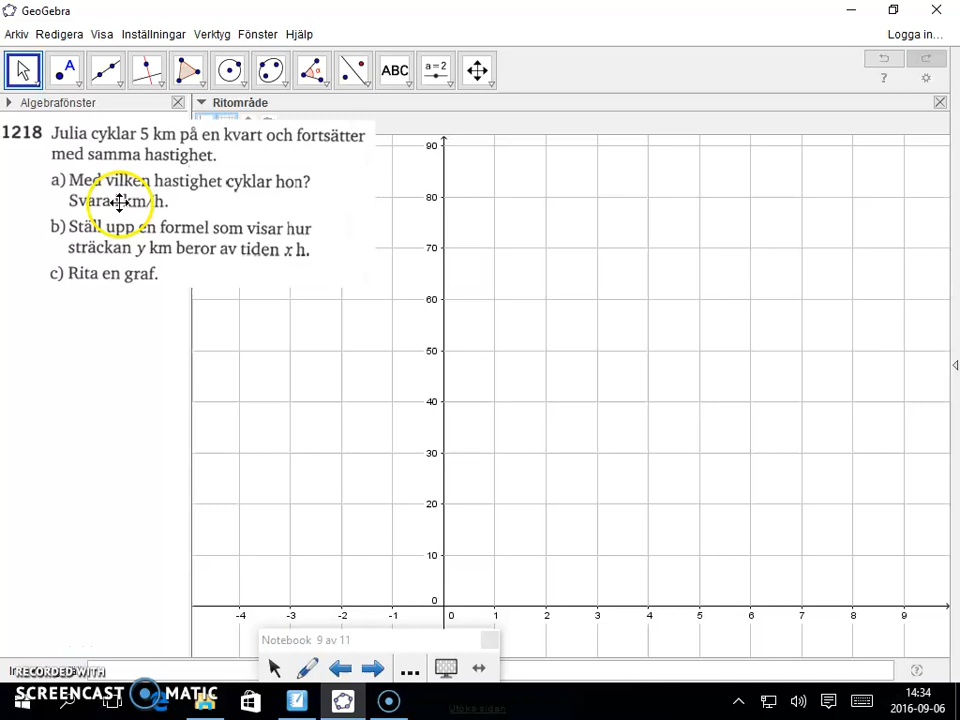 GeoGebra
Arkiv Redigera Visa Inställningar Verktyg Fönster Hjälp Logga in...
ABC a=2
Algebrafönster Ritområde
1218 Julia cyklar 5 km på en kvart och fortsätter
med samma hastighet.
a) Med vilken hastighet cyklar hon?
Svara i km/h.
b) Ställ upp en formel som visar hur
sträckan y km beror av tiden x h.
c) Rita en graf.
90
80
70
60
50
40
30
20
10
0
-4 -3 -2 -1 0 1 2 3 4 5 6 7 8 9
Notebook 9 av 11
RECORDED WITH
SCREENCAST MATIC
Utöka sidan
14:34
2016-09-06